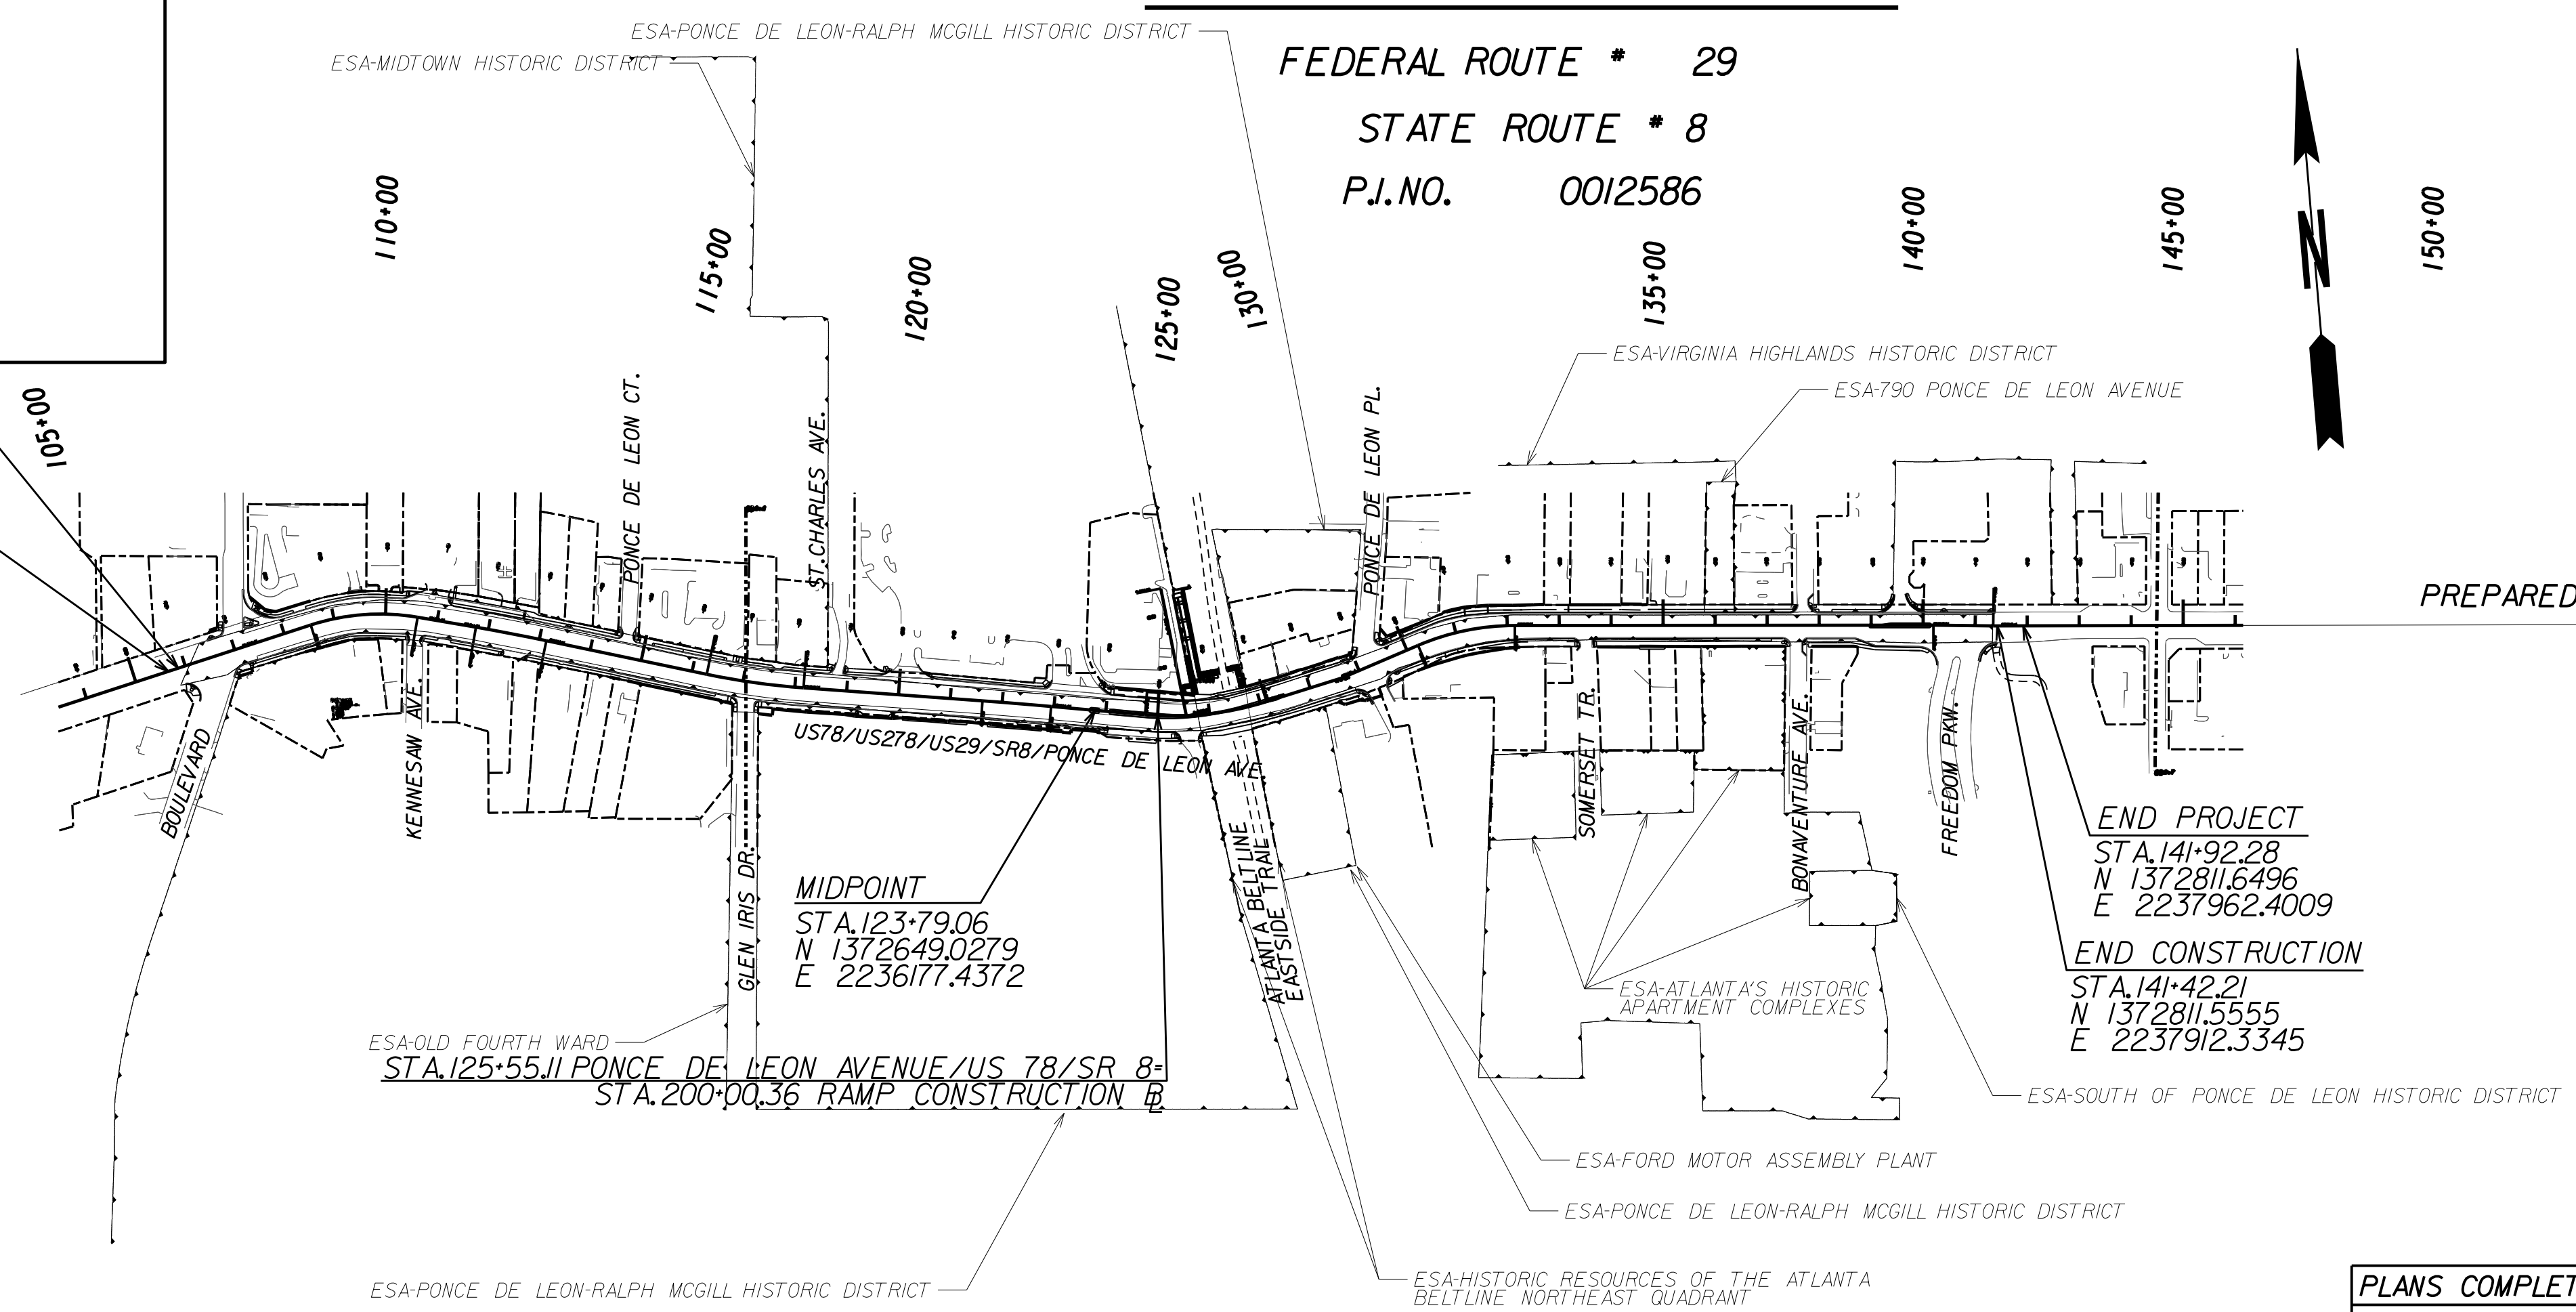 ESA-PONCE DE LEON-RALPH MCGILL HISTORIC DISTRICT
ESA-MIDTOWN HISTORIC DISTRICT
FEDERAL ROUTE # 29
STATE ROUTE # 8
P.I.NO. 0012586
N
105+00
110+00
115+00
120+00
125+00
130+00
135+00
140+00
145+00
150+00
ESA-VIRGINIA HIGHLANDS HISTORIC DISTRICT
ESA-790 PONCE DE LEON AVENUE
PONCE DE LEON CT.
ST.CHARLES AVE.
PONCE DE LEON PL.
PREPARED
BOULEVARD
KENNESAW AVE.
GLEN IRIS DR.
US78/US278/US29/SR8/PONCE DE LEON AVE.
ATLANTA BELTLINE
EASTSIDE TRAIL
SOMERSET TR.
BONAVENTURE AVE.
FREEDOM PKW.
MIDPOINT
STA.123+79.06
N 1372649.0279
E 2236177.4372
END PROJECT
STA.141+92.28
N 1372811.6496
E 2237962.4009
END CONSTRUCTION
STA.141+42.21
N 1372811.5555
E 2237912.3345
ESA-ATLANTA'S HISTORIC
APARTMENT COMPLEXES
ESA-OLD FOURTH WARD
STA.125+55.11 PONCE DE LEON AVENUE/US 78/SR 8=
STA.200+00.36 RAMP CONSTRUCTION BL
ESA-SOUTH OF PONCE DE LEON HISTORIC DISTRICT
ESA-FORD MOTOR ASSEMBLY PLANT
ESA-PONCE DE LEON-RALPH MCGILL HISTORIC DISTRICT
ESA-HISTORIC RESOURCES OF THE ATLANTA
BELTLINE NORTHEAST QUADRANT
ESA-PONCE DE LEON-RALPH MCGILL HISTORIC DISTRICT
PLANS COMPLET